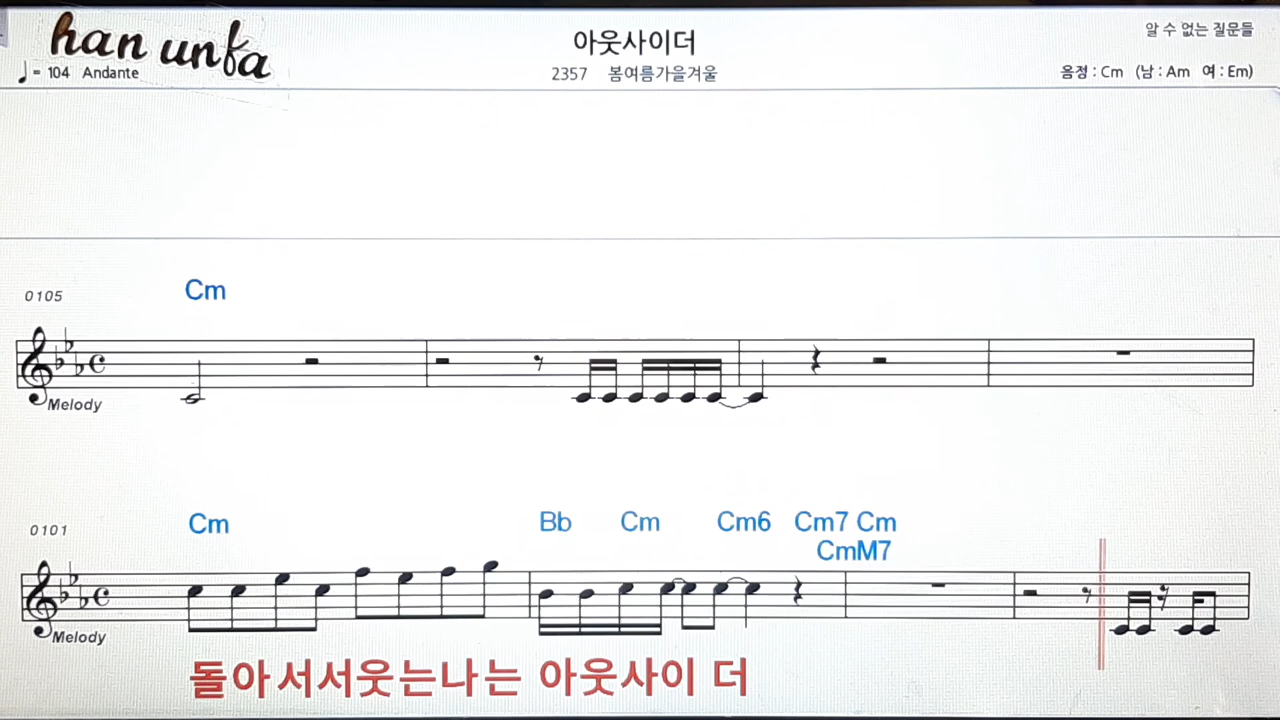 han unfa
아웃사이더
알 수 없는 질문들
= 104 Andante
2357 봄여름가을겨울
음정 : Cm (남 : Am 여 : Em)
Cm
0105
Melody
Cm Bb Cm Cm6 Cm7 Cm
CmM7
0101
Melody
돌아서서웃는나는 아웃사이 더